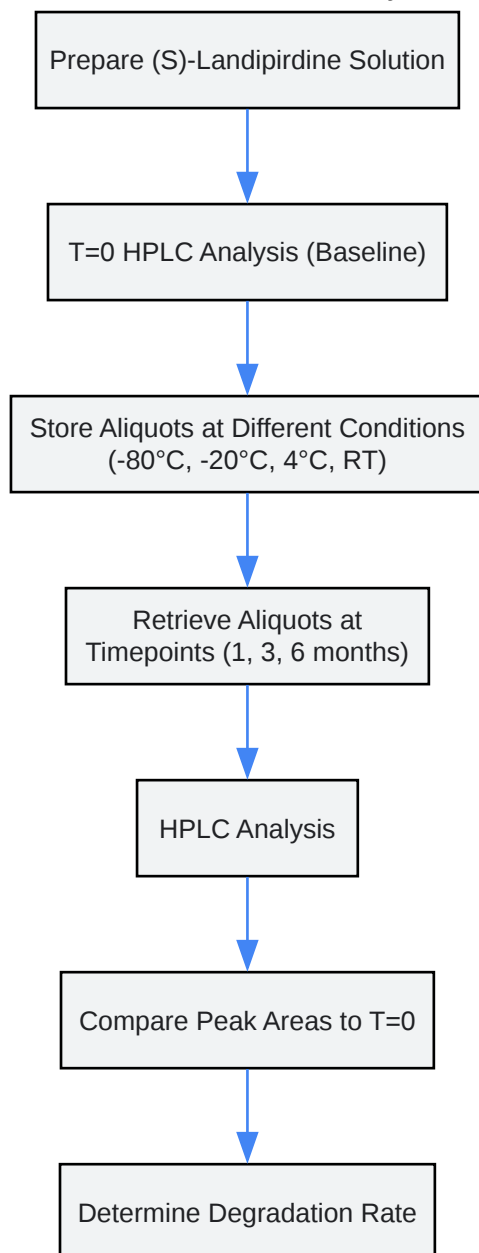 Prepare (S)-Landipirdine Solution
T=0 HPLC Analysis (Baseline)
Store Aliquots at Different Conditions
(-80°C, -20°C, 4°C, RT)
Retrieve Aliquots at
Timepoints (1, 3, 6 months)
HPLC Analysis
Compare Peak Areas to T=0
Determine Degradation Rate